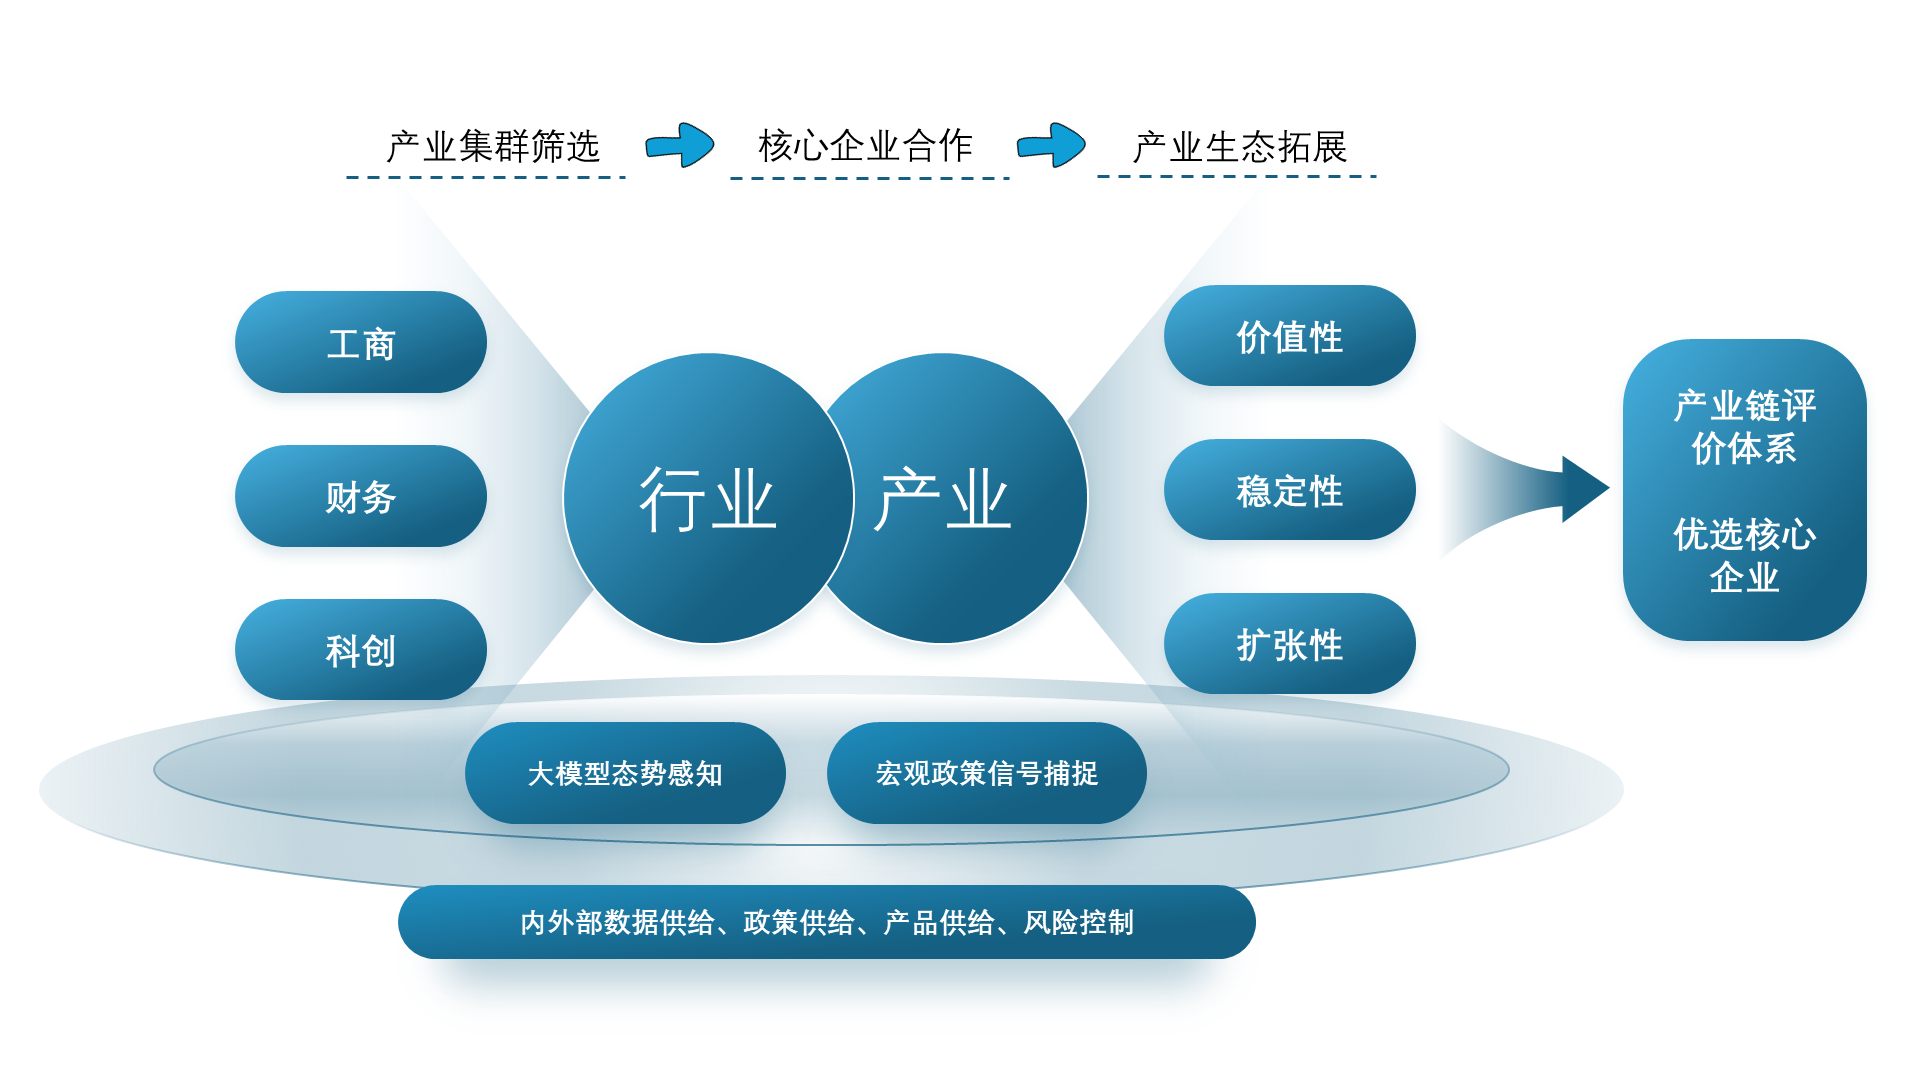 产业集群筛选
核心企业合作
产业生态拓展
工商
财务
科创
行业
产业
价值性
稳定性
扩张性
产业链评
价体系
优选核心
企业
大模型态势感知
宏观政策信号捕捉
内外部数据供给、政策供给、产品供给、风险控制